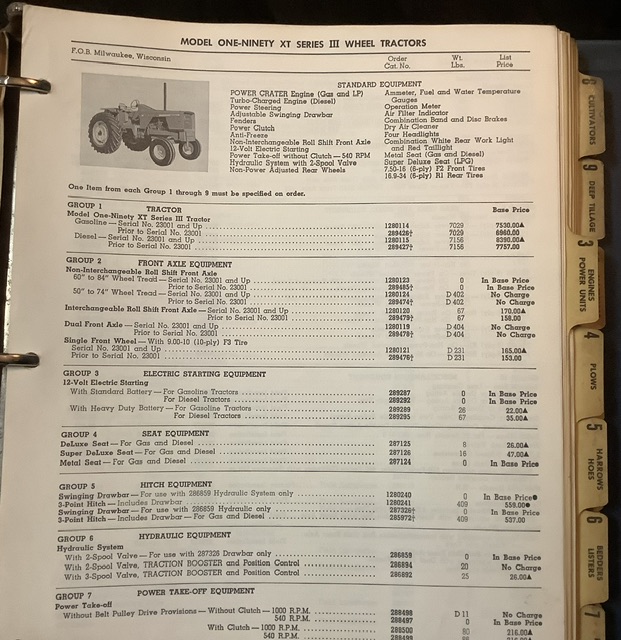 MODEL ONE-NINETY XT SERIES III WHEEL TRACTORS
F.O.B. Milwaukee, Wisconsin
Order Cat. No.
Wt. Lbs.
List Price
STANDARD EQUIPMENT
POWER CRATER Engine (Gas and LP)
Turbo-Charged Engine (Diesel)
Power Steering
Adjustable Swinging Drawbar
Fenders
Power Clutch
Anti-Freeze
Non-Interchangeable Roll Shift Front Axle
12-Volt Electric Starting
Power Take-off without Clutch — 540 RPM
Hydraulic System with 2-Spool Valve
Non-Power Adjusted Rear Wheels
Ammeter, Fuel and Water Temperature
Gauges
Operation Meter
Air Filter Indicator
Combination Band and Disc Brakes
Dry Air Cleaner
Four Headlights
Combination White Rear Work Light
and Red Taillight
Metal Seat (Gas and Diesel)
Super Deluxe Seat (LPG)
7.50-16 (6-ply) F2 Front Tires
16.9-34 (6-ply) R1 Rear Tires
One Item from each Group 1 through 9 must be specified on order.
GROUP 1 TRACTOR Base Price
Model One-Ninety XT Series III Tractor
Gasoline — Serial No. 23001 and Up 1280114 7029 7530.00▲
Prior to Serial No. 23001 289426† 7029 6960.00
Diesel — Serial No. 23001 and Up 1280115 7156 8390.00▲
Prior to Serial No. 23001 289427† 7156 7757.00
GROUP 2 FRONT AXLE EQUIPMENT
Non-Interchangeable Roll Shift Front Axle
60" to 84" Wheel Tread — Serial No. 23001 and Up 1280123 0 In Base Price
Prior to Serial No. 23001 289485† 0 In Base Price
50" to 74" Wheel Tread — Serial No. 23001 and Up 1280124 D 402 No Charge
Prior to Serial No. 23001 289474† D 402 No Charge
Interchangeable Roll Shift Front Axle — Serial No. 23001 and Up 1280120 67 170.00▲
Prior to Serial No. 23001 289479† 67 158.00
Dual Front Axle — Serial No. 23001 and Up 1280119 D 404 No Charge
Prior to Serial No. 23001 289478† D 404 No Charge
Single Front Wheel — With 9.00-10 (10-ply) F3 Tire
Serial No. 23001 and Up 1280121 D 231 165.00▲
Prior to Serial No. 23001 289476† D 231 153.00
GROUP 3 ELECTRIC STARTING EQUIPMENT
12-Volt Electric Starting
With Standard Battery — For Gasoline Tractors 289287 0 In Base Price
For Diesel Tractors 289292 0 In Base Price
With Heavy Duty Battery — For Gasoline Tractors 289289 26 22.00▲
For Diesel Tractors 289295 67 35.00▲
GROUP 4 SEAT EQUIPMENT
DeLuxe Seat — For Gas and Diesel 287125 8 26.00▲
Super DeLuxe Seat — For Gas and Diesel 287126 16 47.00▲
Metal Seat — For Gas and Diesel 287124 0 In Base Price
GROUP 5 HITCH EQUIPMENT
Swinging Drawbar — For use with 286859 Hydraulic System only 1280240 0 In Base Price●
3-Point Hitch — Includes Drawbar 1280241 409 559.00●
Swinging Drawbar — For use with 286859 Hydraulic only 287326† 0 In Base Price
3-Point Hitch — Includes Drawbar — For Gas and Diesel 285972† 409 537.00
GROUP 6 HYDRAULIC EQUIPMENT
Hydraulic System
With 2-Spool Valve — For use with 287326 Drawbar only 286859 0 In Base Price
With 2-Spool Valve, TRACTION BOOSTER and Position Control 286894 20 No Charge
With 3-Spool Valve, TRACTION BOOSTER and Position Control 286892 25 26.00▲
GROUP 7 POWER TAKE-OFF EQUIPMENT
Power Take-off
Without Belt Pulley Drive Provisions — Without Clutch — 1000 R.P.M. 288498 D 11 No Charge
540 R.P.M. 288497 0 In Base Price
With Clutch — 1000 R.P.M. 288500 80 216.00▲
540 R.P.M.
CULTIVATORS
9 DEEP TILLAGE
3 ENGINES POWER UNITS
4 PLOWS
5 HARROWS HOES
6 BEDDERS LISTERS
7